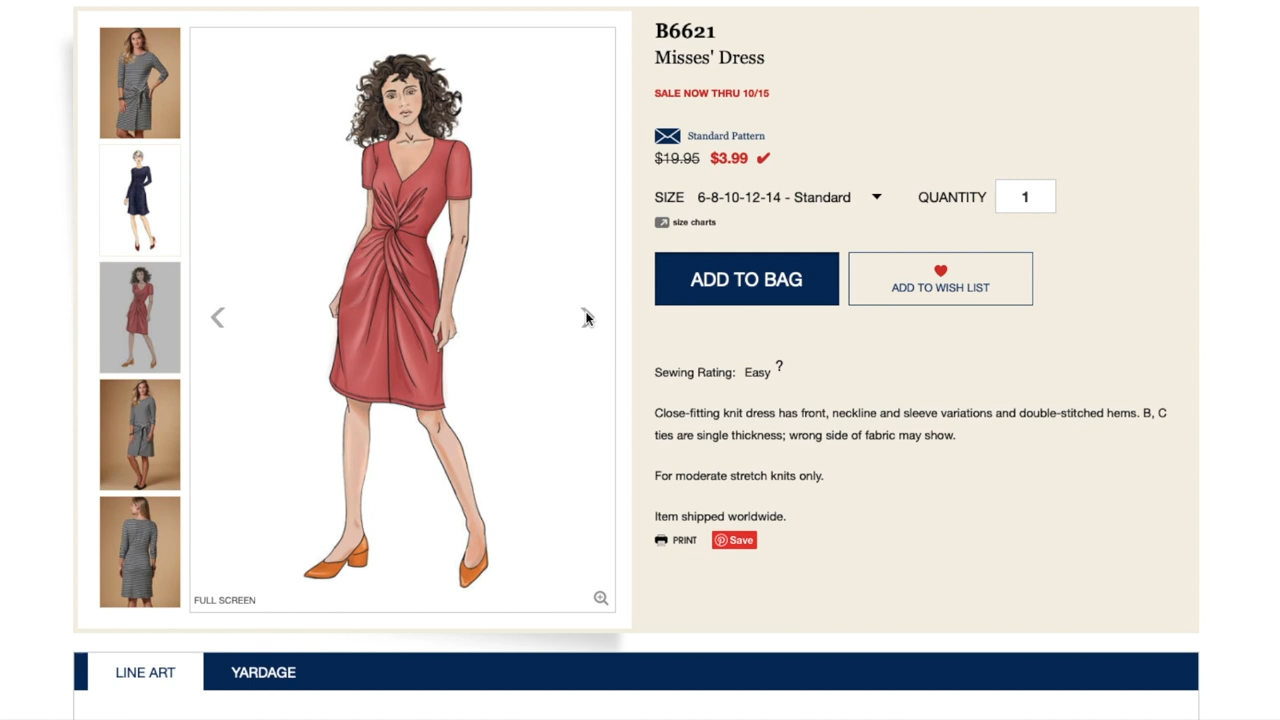 B6621
Misses' Dress
SALE NOW THRU 10/15
Standard Pattern
$19.95 $3.99 ✔
SIZE 6-8-10-12-14 - Standard QUANTITY 1
size charts
ADD TO BAG
ADD TO WISH LIST
Sewing Rating: Easy ?
Close-fitting knit dress has front, neckline and sleeve variations and double-stitched hems. B, C
ties are single thickness; wrong side of fabric may show.
For moderate stretch knits only.
Item shipped worldwide.
PRINT Save
FULL SCREEN
LINE ART YARDAGE